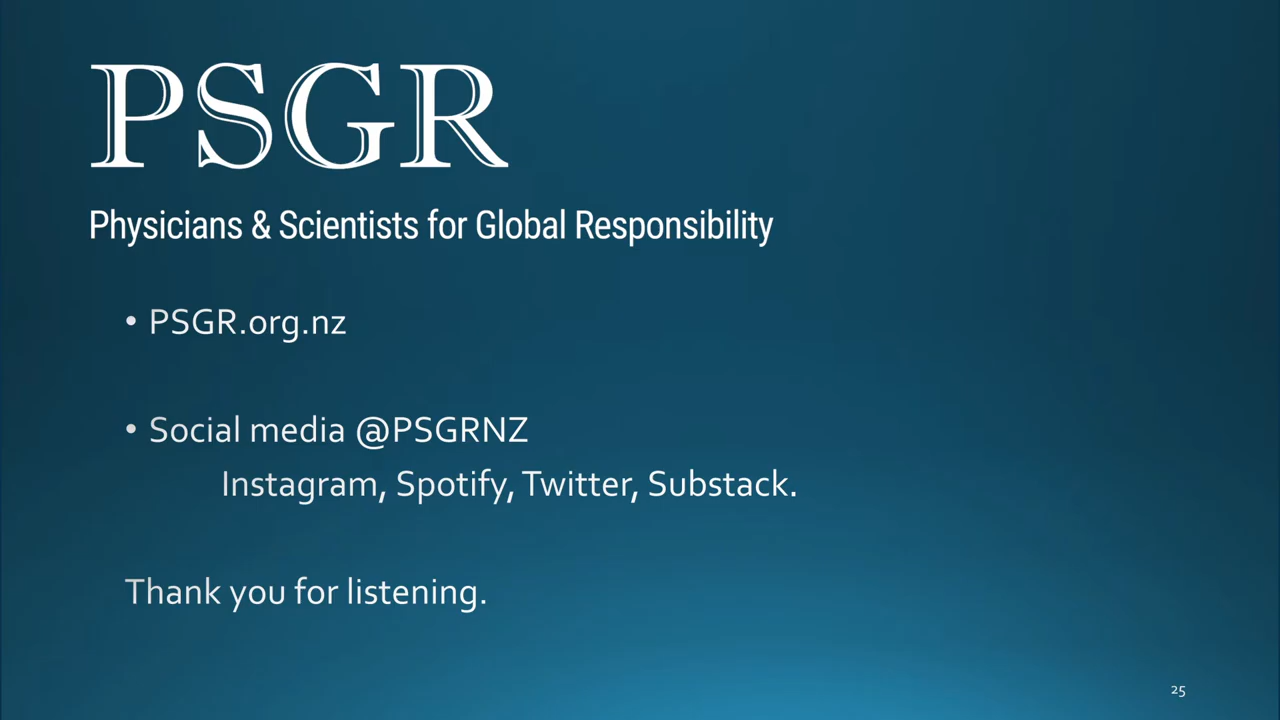 PSGR
Physicians & Scientists for Global Responsibility
• PSGR.org.nz
• Social media @PSGRNZ
Instagram, Spotify, Twitter, Substack.
Thank you for listening.
25